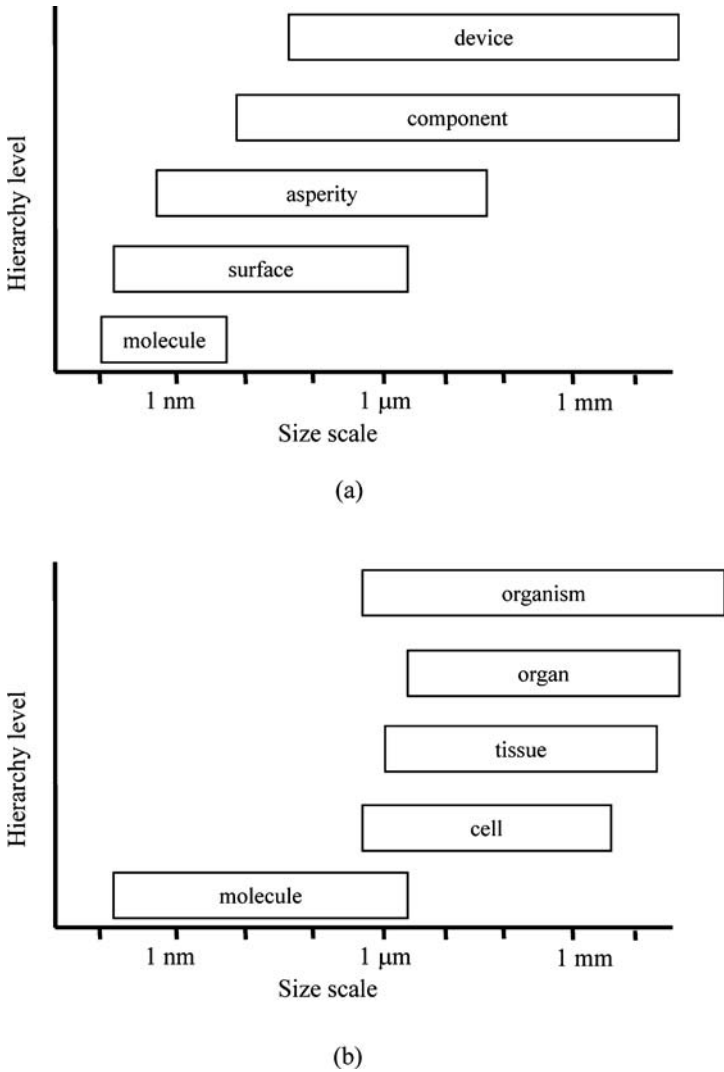 device
component
asperity
surface
molecule
Hierarchy level
1 nm 1 μm 1 mm
Size scale
(a)
organism
organ
tissue
cell
molecule
Hierarchy level
1 nm 1 μm 1 mm
Size scale
(b)